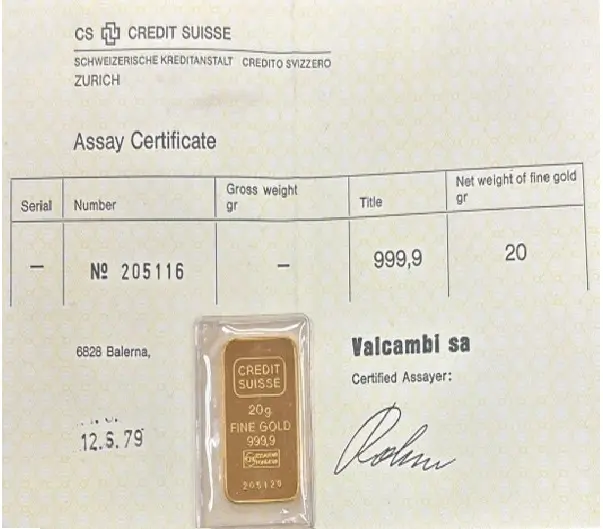 CS CREDIT SUISSE
SCHWEIZERISCHE KREDITANSTALT CREDITO SVIZZERO
ZURICH
Assay Certificate
Serial Number Gross weight gr Title Net weight of fine gold gr
— Nº 205116 — 999,9 20
6828 Balerna,
12.5.79
Valcambi sa
Certified Assayer:
CREDIT
SUISSE
20g
FINE GOLD
999,9